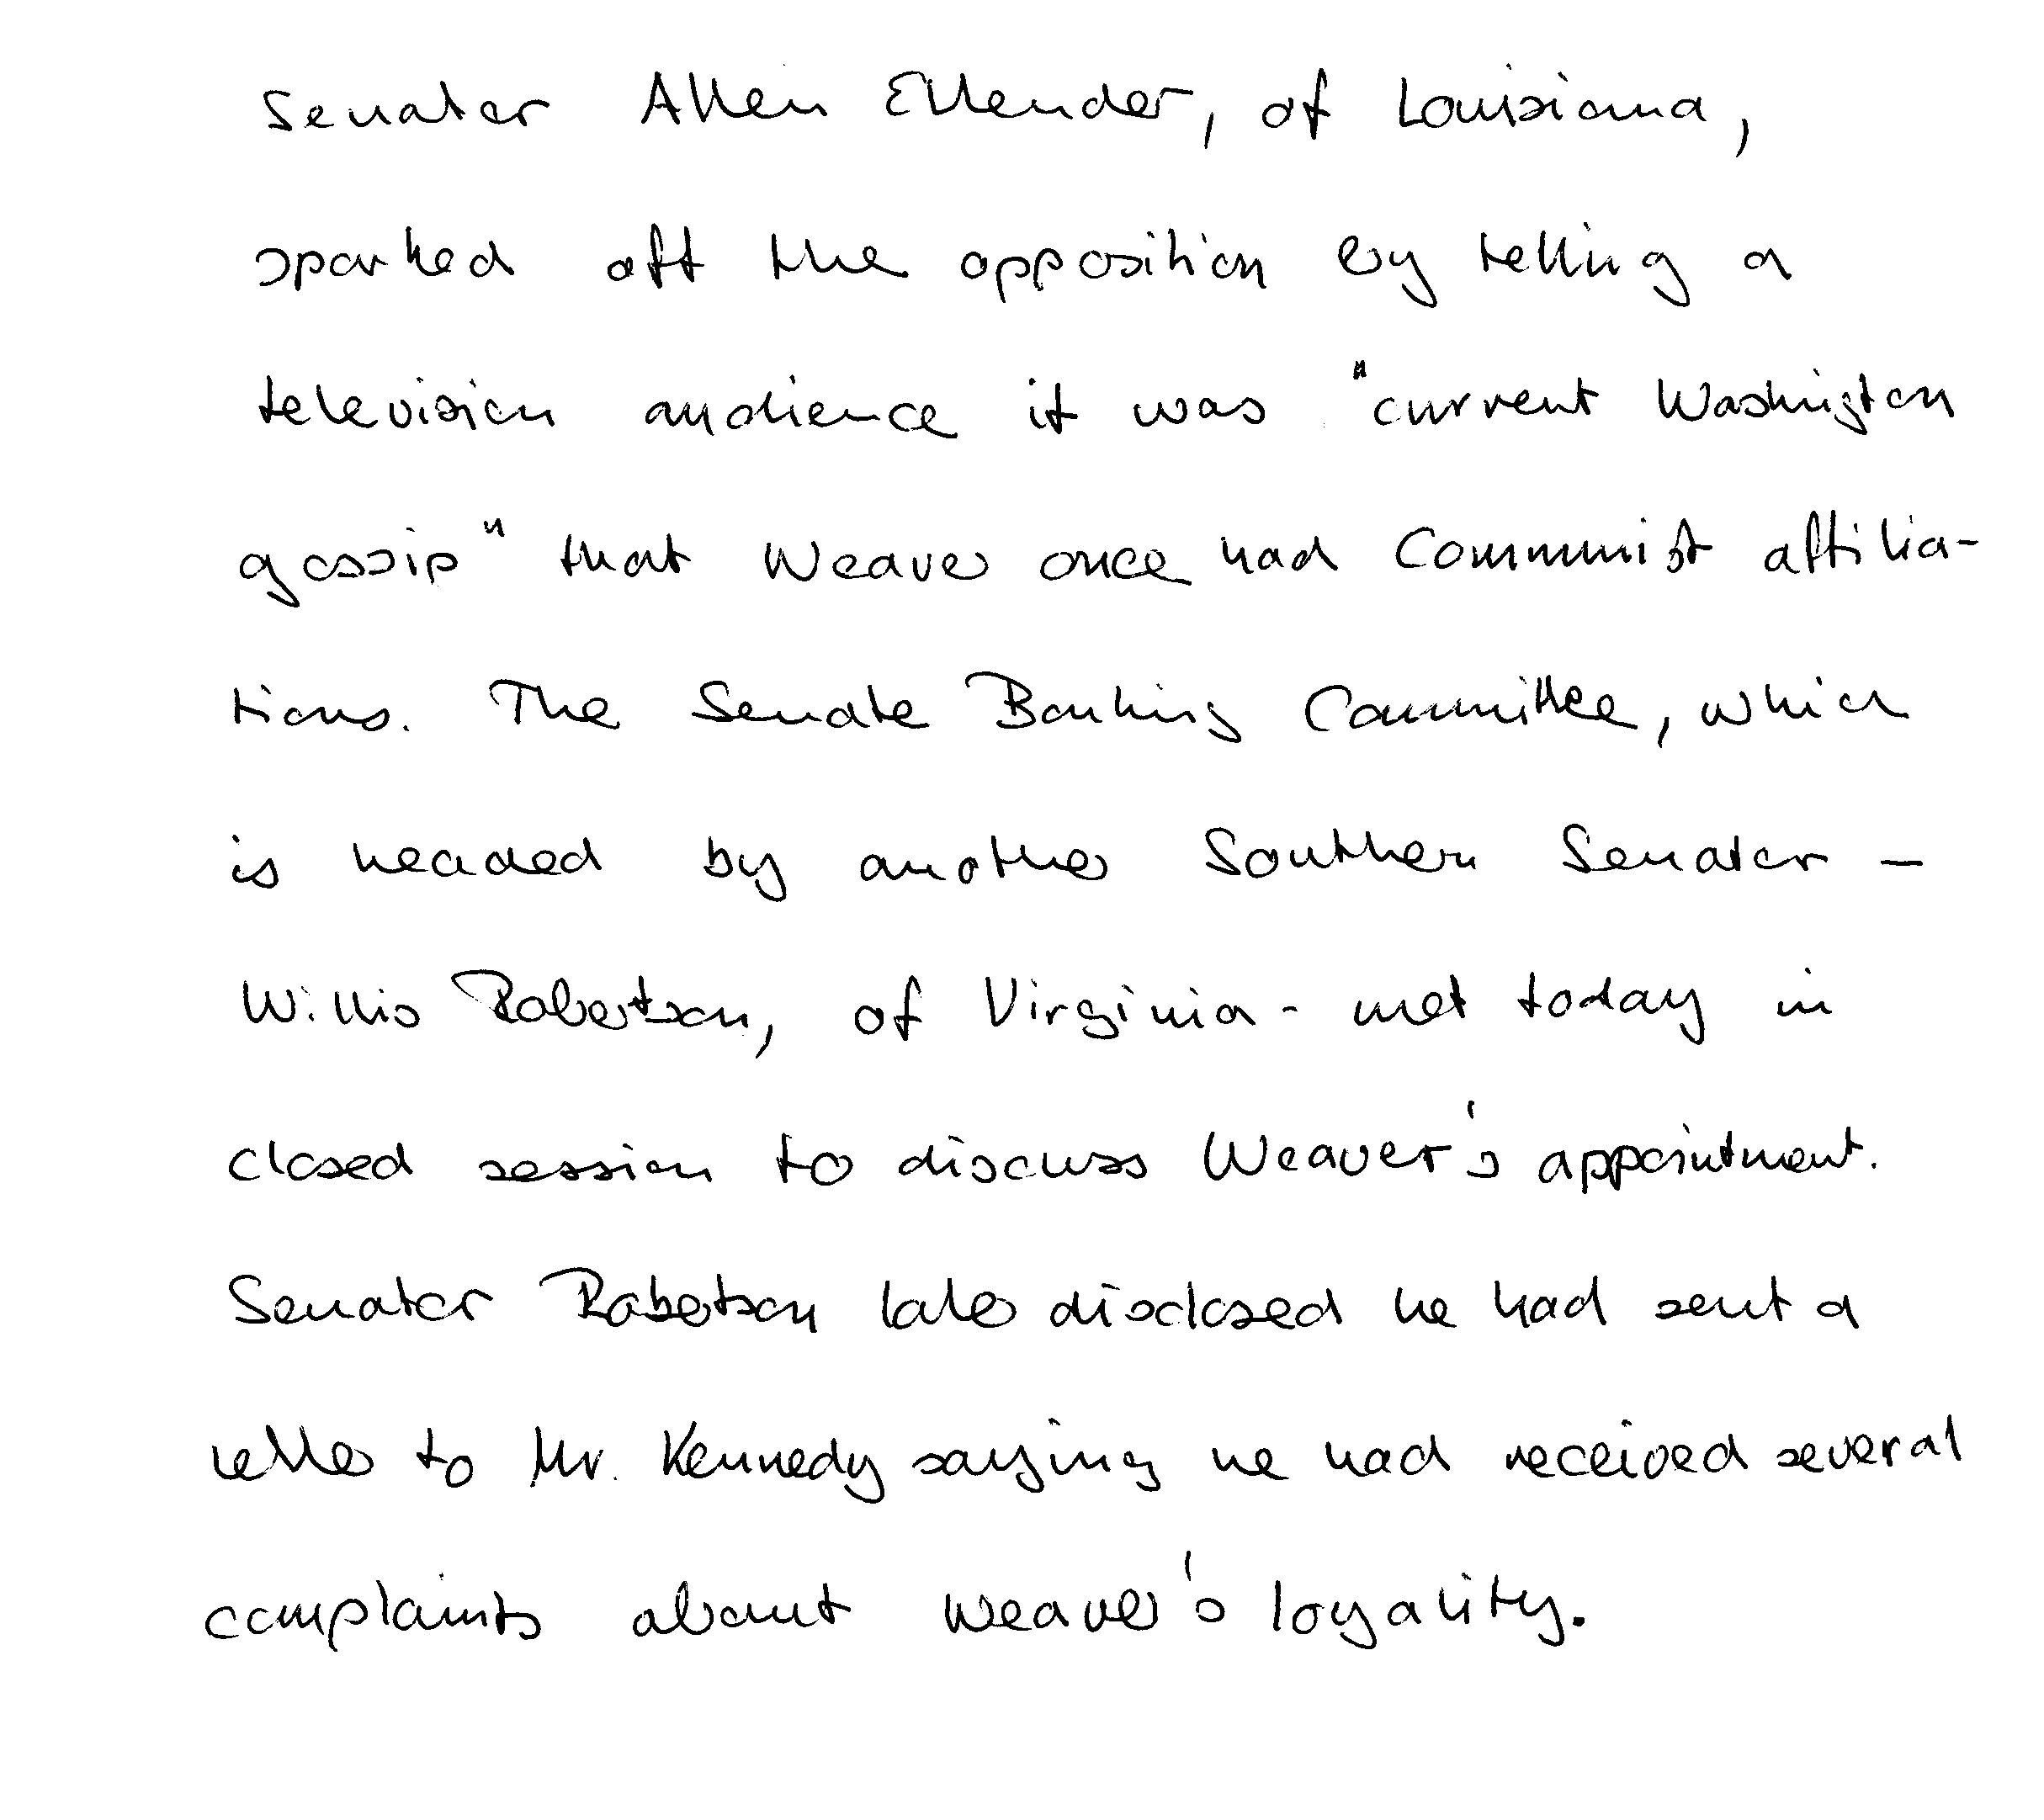 Senator Allen Ellender, of Louisiana,
sparked off the opposition by telling a
television audience it was "current Washington
gossip" that Weaver once had Communist affilia-
tions. The Senate Banking Committee, which
is headed by another Southern Senator -
Willis Robertson, of Virginia - met today in
closed session to discuss Weaver's appointment.
Senator Robertson later disclosed he had sent a
letter to Mr. Kennedy saying he had received several
complaints about Weaver's loyality.